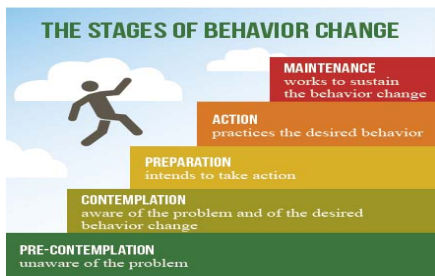 THE STAGES OF BEHAVIOR CHANGE
MAINTENANCE
works to sustain
the behavior change
ACTION
practices the desired behavior
PREPARATION
intends to take action
CONTEMPLATION
aware of the problem and of the desired
behavior change
PRE-CONTEMPLATION
unaware of the problem